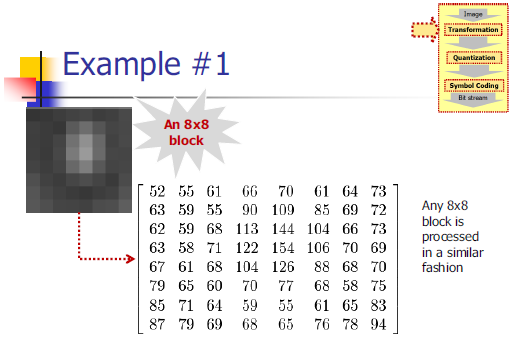 Image
Transformation
Quantization
Symbol Coding
Bit stream
Example #1
An 8x8
block
52 55 61 66 70 61 64 73
63 59 55 90 109 85 69 72
62 59 68 113 144 104 66 73
63 58 71 122 154 106 70 69
67 61 68 104 126 88 68 70
79 65 60 70 77 68 58 75
85 71 64 59 55 61 65 83
87 79 69 68 65 76 78 94
Any 8x8
block is
processed
in a similar
fashion